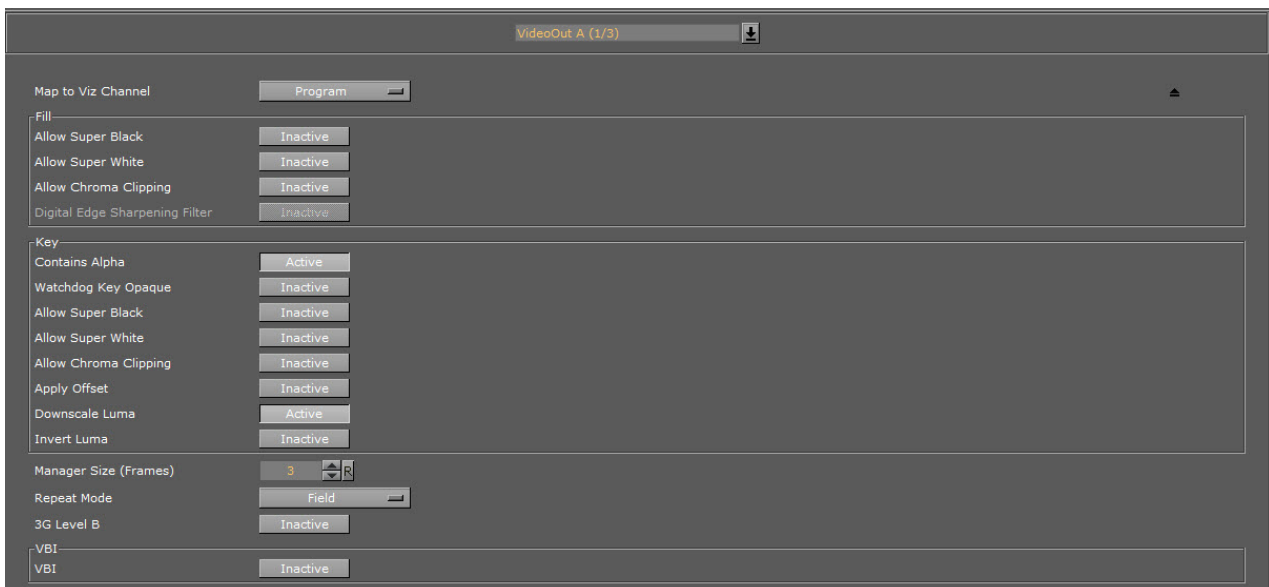 VideoOut A (1/3)
Map to Viz Channel Program
Fill
Allow Super Black Inactive
Allow Super White Inactive
Allow Chroma Clipping Inactive
Digital Edge Sharpening Filter Inactive
Key
Contains Alpha Active
Watchdog Key Opaque Inactive
Allow Super Black Inactive
Allow Super White Inactive
Allow Chroma Clipping Inactive
Apply Offset Inactive
Downscale Luma Active
Invert Luma Inactive
Manager Size (Frames) 3 R
Repeat Mode Field
3G Level B Inactive
VBI
VBI Inactive